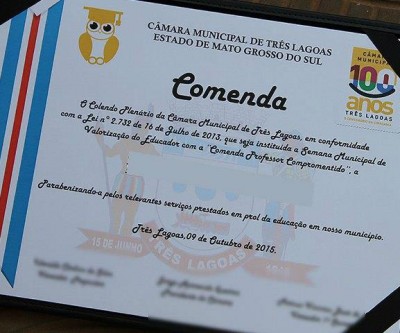 CÂMARA MUNICIPAL DE TRÊS LAGOAS
ESTADO DE MATO GROSSO DO SUL
CÂMARA
MUNICIPAL
100
anos
TRÊS LAGOAS
Comenda
O Colendo Plenário da Câmara Municipal de Três Lagoas, em conformidade
com a Lei nº 2.732 de 16 de Julho de 2013, que seja instituida a Semana Municipal de
Valorização do Educador com a "Comenda Professor Comprometido", a
:
Parabenizando-a pelos relevantes serviços prestados em prol da educação em nosso município.
Três Lagoas, 09 de Outubro de 2015.
15 DE JUNHO
TRÊS LAGOAS